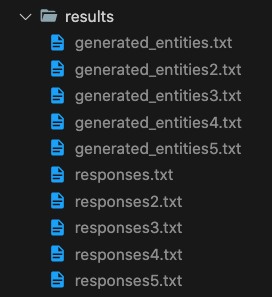 results
generated_entities.txt
generated_entities2.txt
generated_entities3.txt
generated_entities4.txt
generated_entities5.txt
responses.txt
responses2.txt
responses3.txt
responses4.txt
responses5.txt